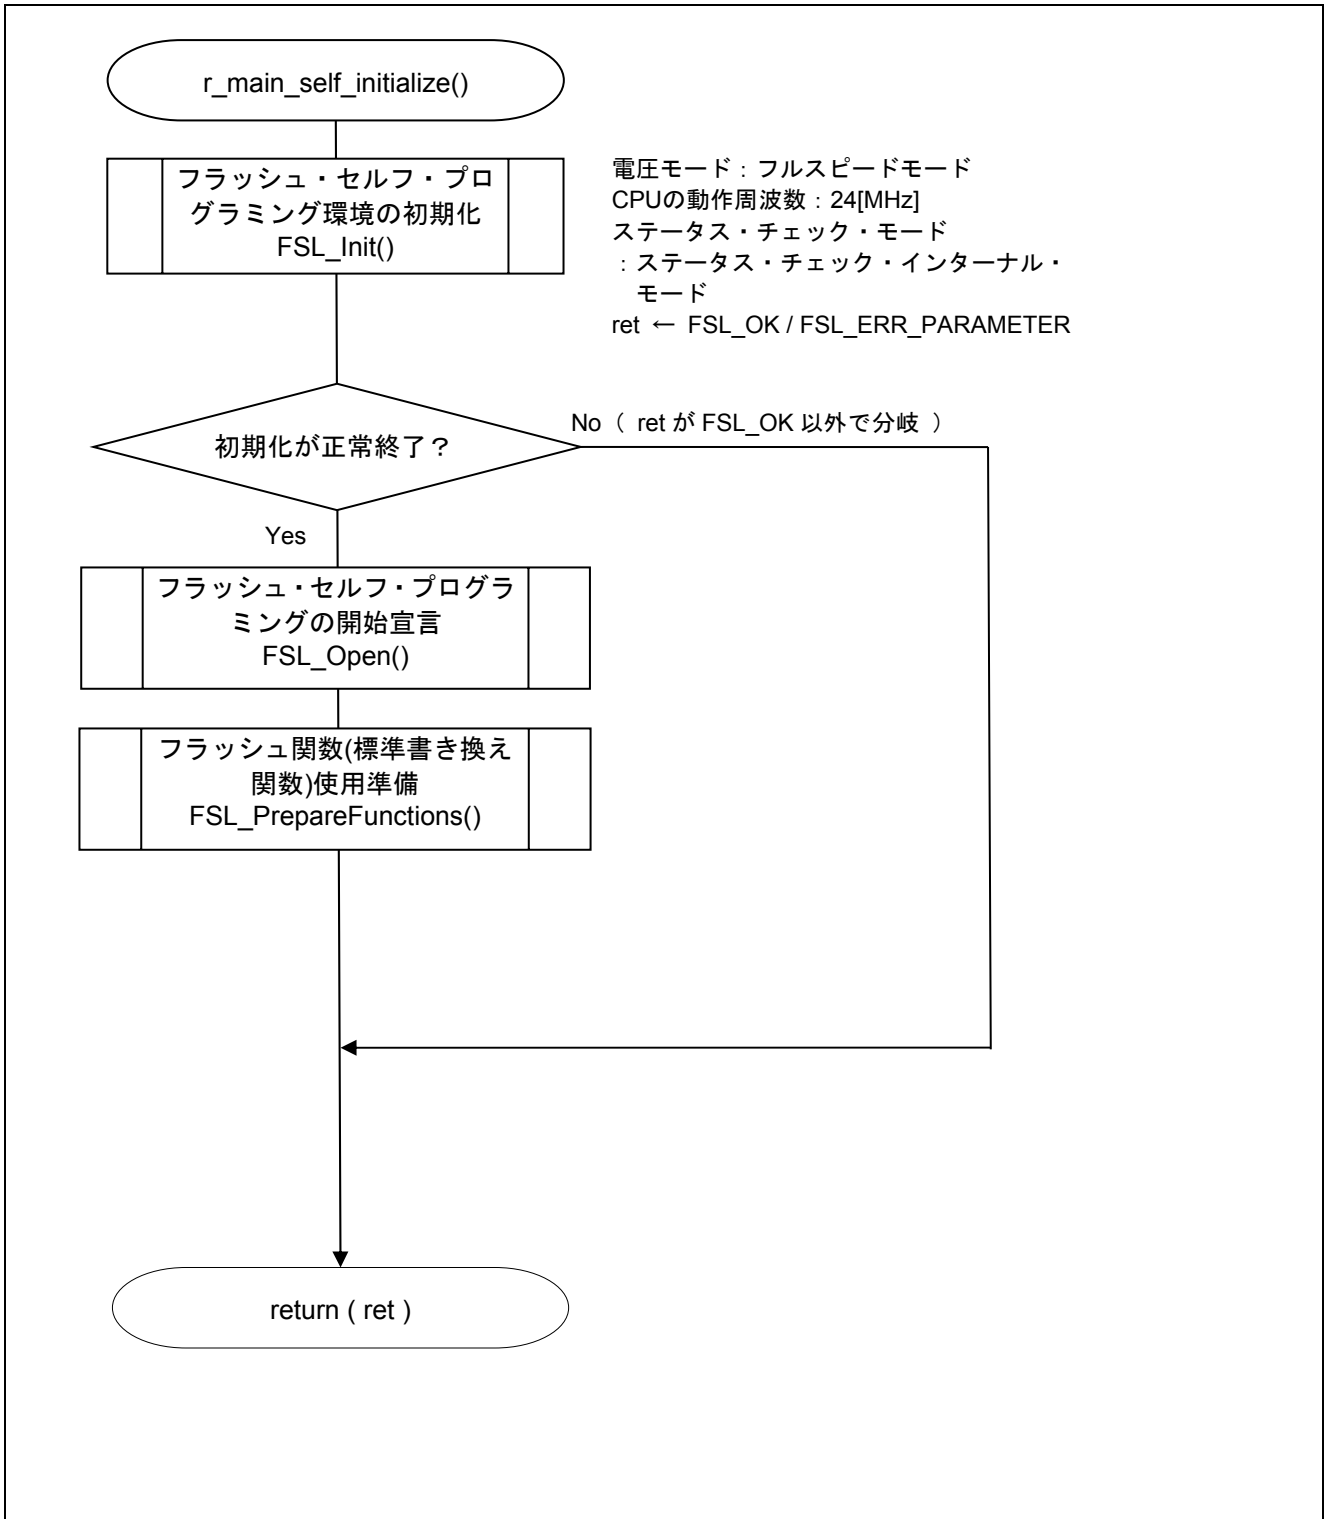 r_main_self_initialize()
フラッシュ・セルフ・プロ
グラミング環境の初期化
FSL_Init()
電圧モード：フルスピードモード
CPUの動作周波数：24[MHz]
ステータス・チェック・モード
：ステータス・チェック・インターナル・
モード
ret ← FSL_OK / FSL_ERR_PARAMETER
初期化が正常終了？
No（ ret が FSL_OK 以外で分岐 ）
Yes
フラッシュ・セルフ・プログラ
ミングの開始宣言
FSL_Open()
フラッシュ関数(標準書き換え
関数)使用準備
FSL_PrepareFunctions()
return ( ret )